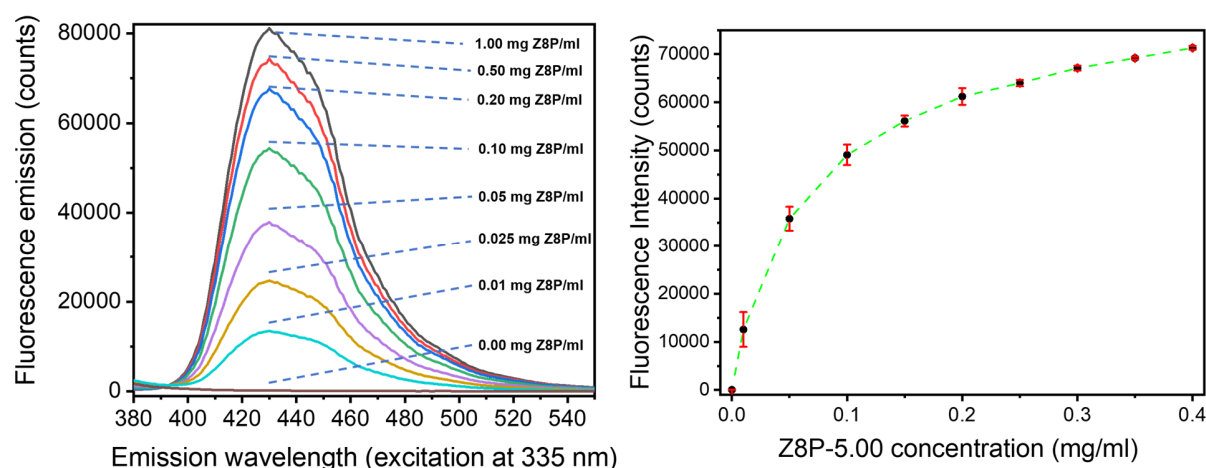 Fluorescence emission (counts)
80000
60000
40000
20000
0
1.00 mg Z8P/ml
0.50 mg Z8P/ml
0.20 mg Z8P/ml
0.10 mg Z8P/ml
0.05 mg Z8P/ml
0.025 mg Z8P/ml
0.01 mg Z8P/ml
0.00 mg Z8P/ml
380 400 420 440 460 480 500 520 540
Emission wavelength (excitation at 335 nm)
Fluorescence Intensity (counts)
70000
60000
50000
40000
30000
20000
10000
0
0.0 0.1 0.2 0.3 0.4
Z8P-5.00 concentration (mg/ml)